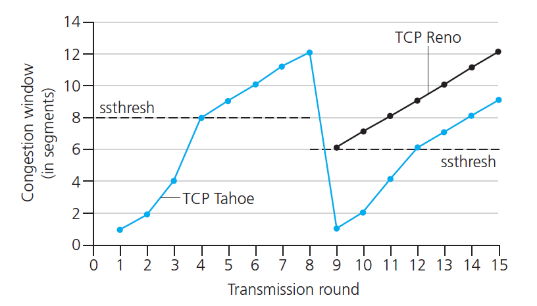 14
12
10
8
6
4
2
0
Congestion window
(in segments)
ssthresh
TCP Reno
ssthresh
TCP Tahoe
0 1 2 3 4 5 6 7 8 9 10 11 12 13 14 15
Transmission round